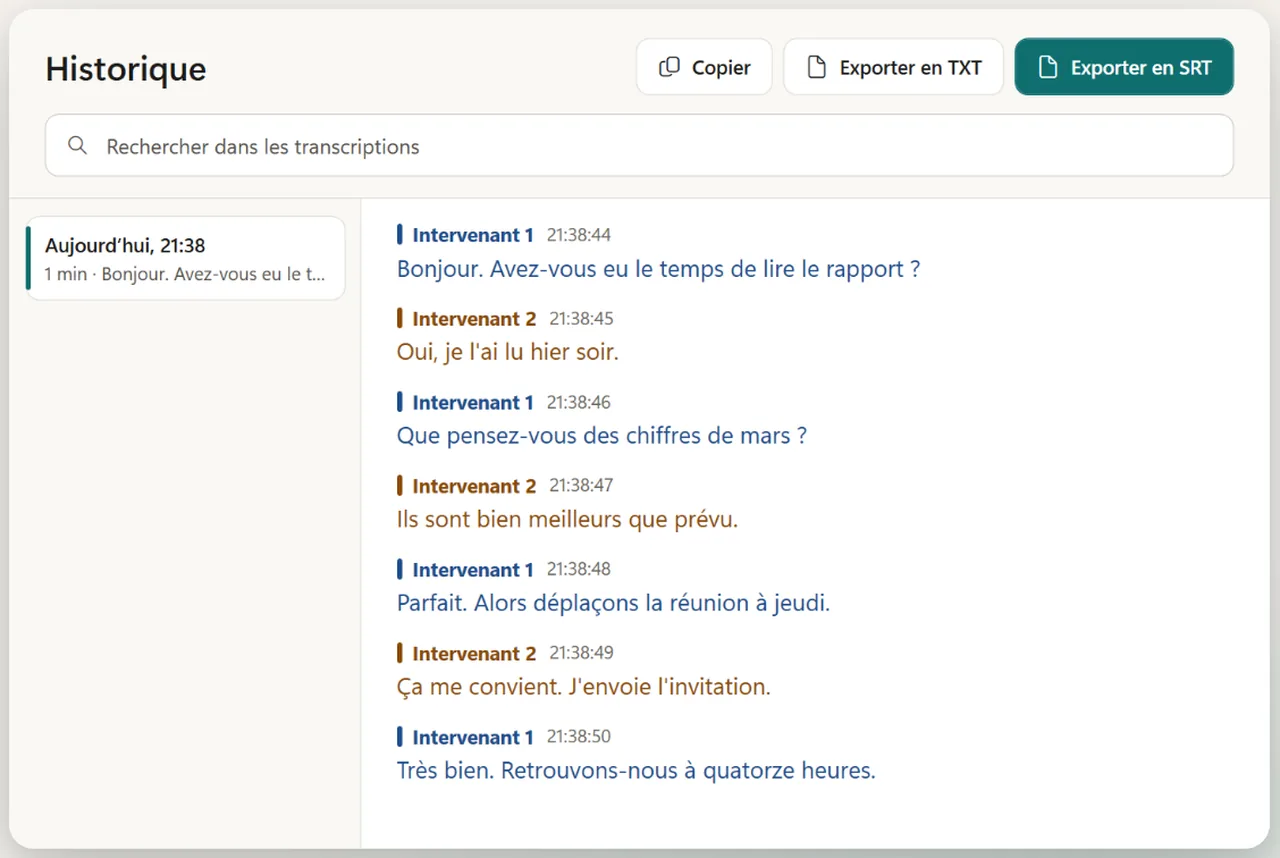 Historique
Copier
Exporter en TXT
Exporter en SRT
Rechercher dans les transcriptions
Aujourd‘hui, 21:38
1 min · Bonjour. Avez-vous eu le t...
Intervenant 1 21:38:44
Bonjour. Avez-vous eu le temps de lire le rapport ?
Intervenant 2 21:38:45
Oui, je l'ai lu hier soir.
Intervenant 1 21:38:46
Que pensez-vous des chiffres de mars ?
Intervenant 2 21:38:47
Ils sont bien meilleurs que prévu.
Intervenant 1 21:38:48
Parfait. Alors déplaçons la réunion à jeudi.
Intervenant 2 21:38:49
Ça me convient. J'envoie l'invitation.
Intervenant 1 21:38:50
Très bien. Retrouvons-nous à quatorze heures.